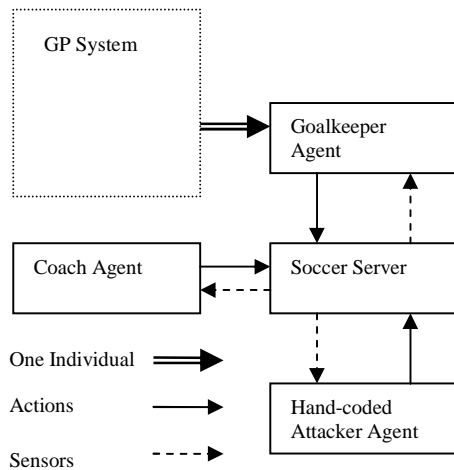 GP System
Goalkeeper
Agent
Coach Agent
Soccer Server
One Individual
Actions
Hand-coded
Attacker Agent
Sensors